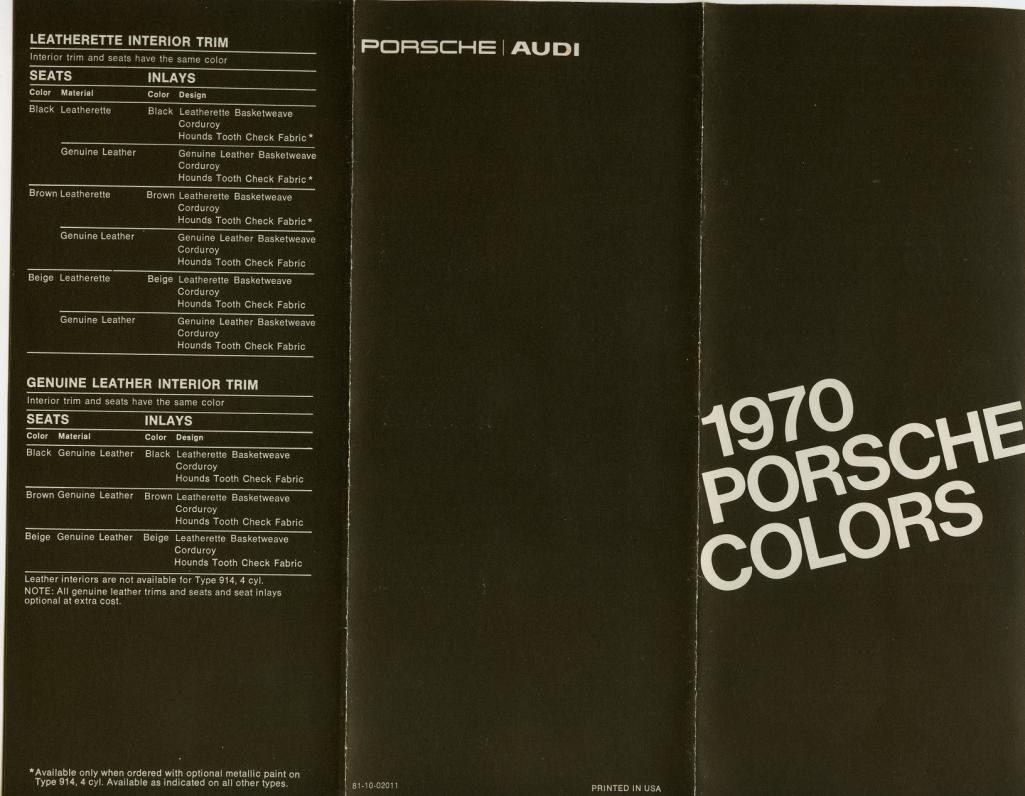 LEATHERETTE INTERIOR TRIM
Interior trim and seats have the same color
SEATS INLAYS
Color Material Color Design
Black Leatherette Black Leatherette Basketweave
Corduroy
Hounds Tooth Check Fabric*
Genuine Leather Genuine Leather Basketweave
Corduroy
Hounds Tooth Check Fabric*
Brown Leatherette Brown Leatherette Basketweave
Corduroy
Hounds Tooth Check Fabric*
Genuine Leather Genuine Leather Basketweave
Corduroy
Hounds Tooth Check Fabric
Beige Leatherette Beige Leatherette Basketweave
Corduroy
Hounds Tooth Check Fabric
Genuine Leather Genuine Leather Basketweave
Corduroy
Hounds Tooth Check Fabric
GENUINE LEATHER INTERIOR TRIM
Interior trim and seats have the same color
SEATS INLAYS
Color Material Color Design
Black Genuine Leather Black Leatherette Basketweave
Corduroy
Hounds Tooth Check Fabric
Brown Genuine Leather Brown Leatherette Basketweave
Corduroy
Hounds Tooth Check Fabric
Beige Genuine Leather Beige Leatherette Basketweave
Corduroy
Hounds Tooth Check Fabric
Leather interiors are not available for Type 914, 4 cyl.
NOTE: All genuine leather trims and seats and seat inlays
optional at extra cost.
*Available only when ordered with optional metallic paint on
Type 914, 4 cyl. Available as indicated on all other types.
PORSCHE | AUDI
81-10-02011
PRINTED IN USA
1970
PORSCHE
COLORS